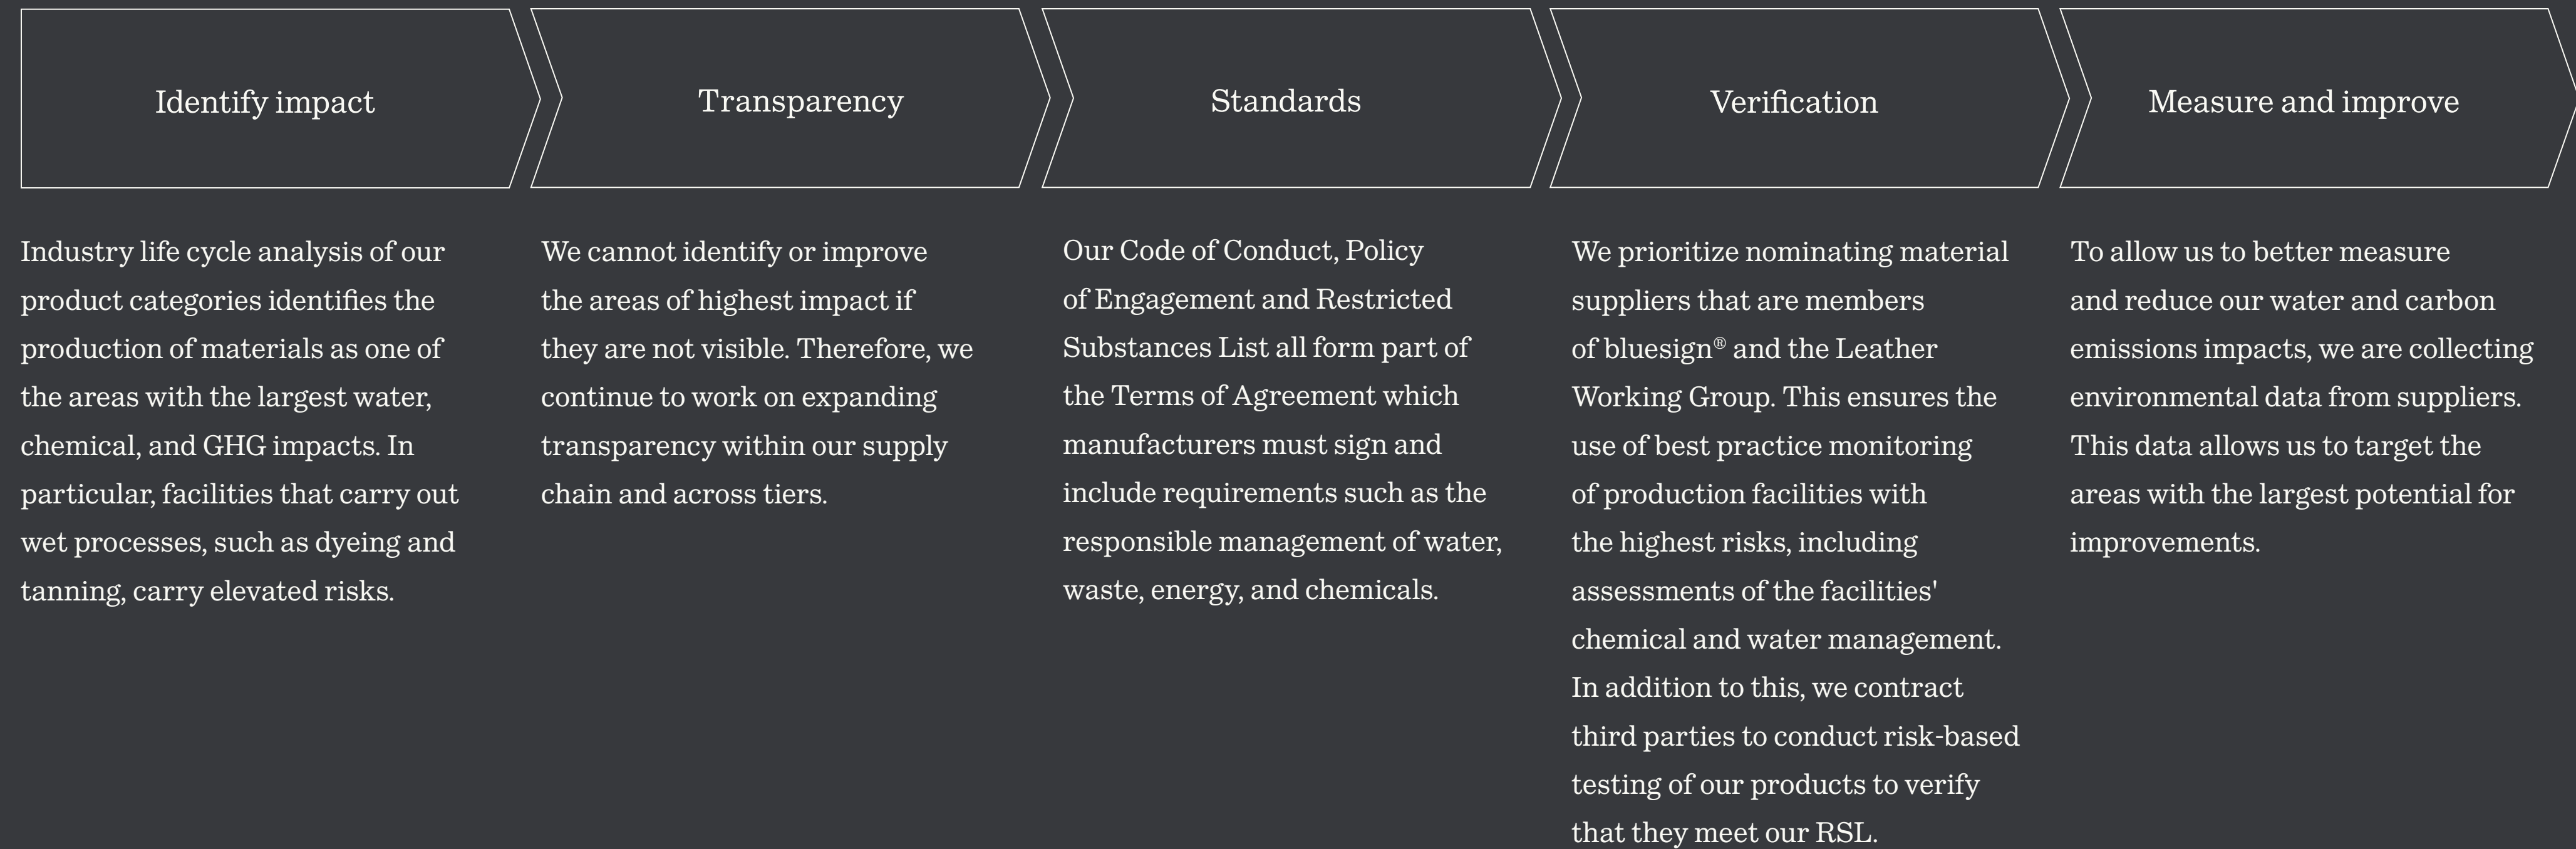 Identify impact
Transparency
Standards
Verification
Measure and improve
Industry life cycle analysis of our
product categories identifies the
production of materials as one of
the areas with the largest water,
chemical, and GHG impacts. In
particular, facilities that carry out
wet processes, such as dyeing and
tanning, carry elevated risks.
We cannot identify or improve
the areas of highest impact if
they are not visible. Therefore, we
continue to work on expanding
transparency within our supply
chain and across tiers.
Our Code of Conduct, Policy
of Engagement and Restricted
Substances List all form part of
the Terms of Agreement which
manufacturers must sign and
include requirements such as the
responsible management of water,
waste, energy, and chemicals.
We prioritize nominating material
suppliers that are members
of bluesign® and the Leather
Working Group. This ensures the
use of best practice monitoring
of production facilities with
the highest risks, including
assessments of the facilities'
chemical and water management.
In addition to this, we contract
third parties to conduct risk-based
testing of our products to verify
that they meet our RSL.
To allow us to better measure
and reduce our water and carbon
emissions impacts, we are collecting
environmental data from suppliers.
This data allows us to target the
areas with the largest potential for
improvements.